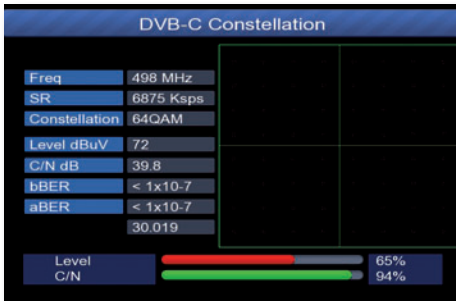 DVB-C Constellation
Freq 498 MHz
SR 6875 Ksps
Constellation 64QAM
Level dBuV 72
C/N dB 39.8
bBER < 1x10-7
aBER < 1x10-7
30.019
Level 65%
C/N 94%